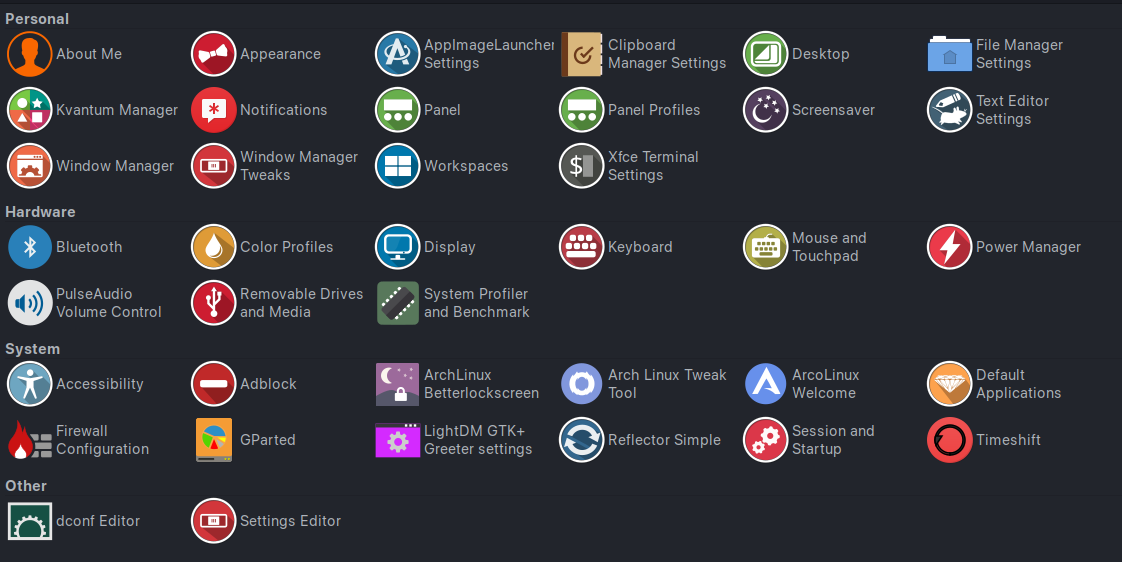 Personal
About Me
Appearance
AppImageLauncher
Settings
Clipboard
Manager Settings
Desktop
File Manager
Settings
Kvantum Manager
Notifications
Panel
Panel Profiles
Screensaver
Text Editor
Settings
Window Manager
Window Manager
Tweaks
Workspaces
Xfce Terminal
Settings
Hardware
Bluetooth
Color Profiles
Display
Keyboard
Mouse and
Touchpad
Power Manager
PulseAudio
Volume Control
Removable Drives
and Media
System Profiler
and Benchmark
System
Accessibility
Adblock
ArchLinux
Betterlockscreen
Arch Linux Tweak
Tool
ArcoLinux
Welcome
Default
Applications
Firewall
Configuration
GParted
LightDM GTK+
Greeter settings
Reflector Simple
Session and
Startup
Timeshift
Other
dconf Editor
Settings Editor